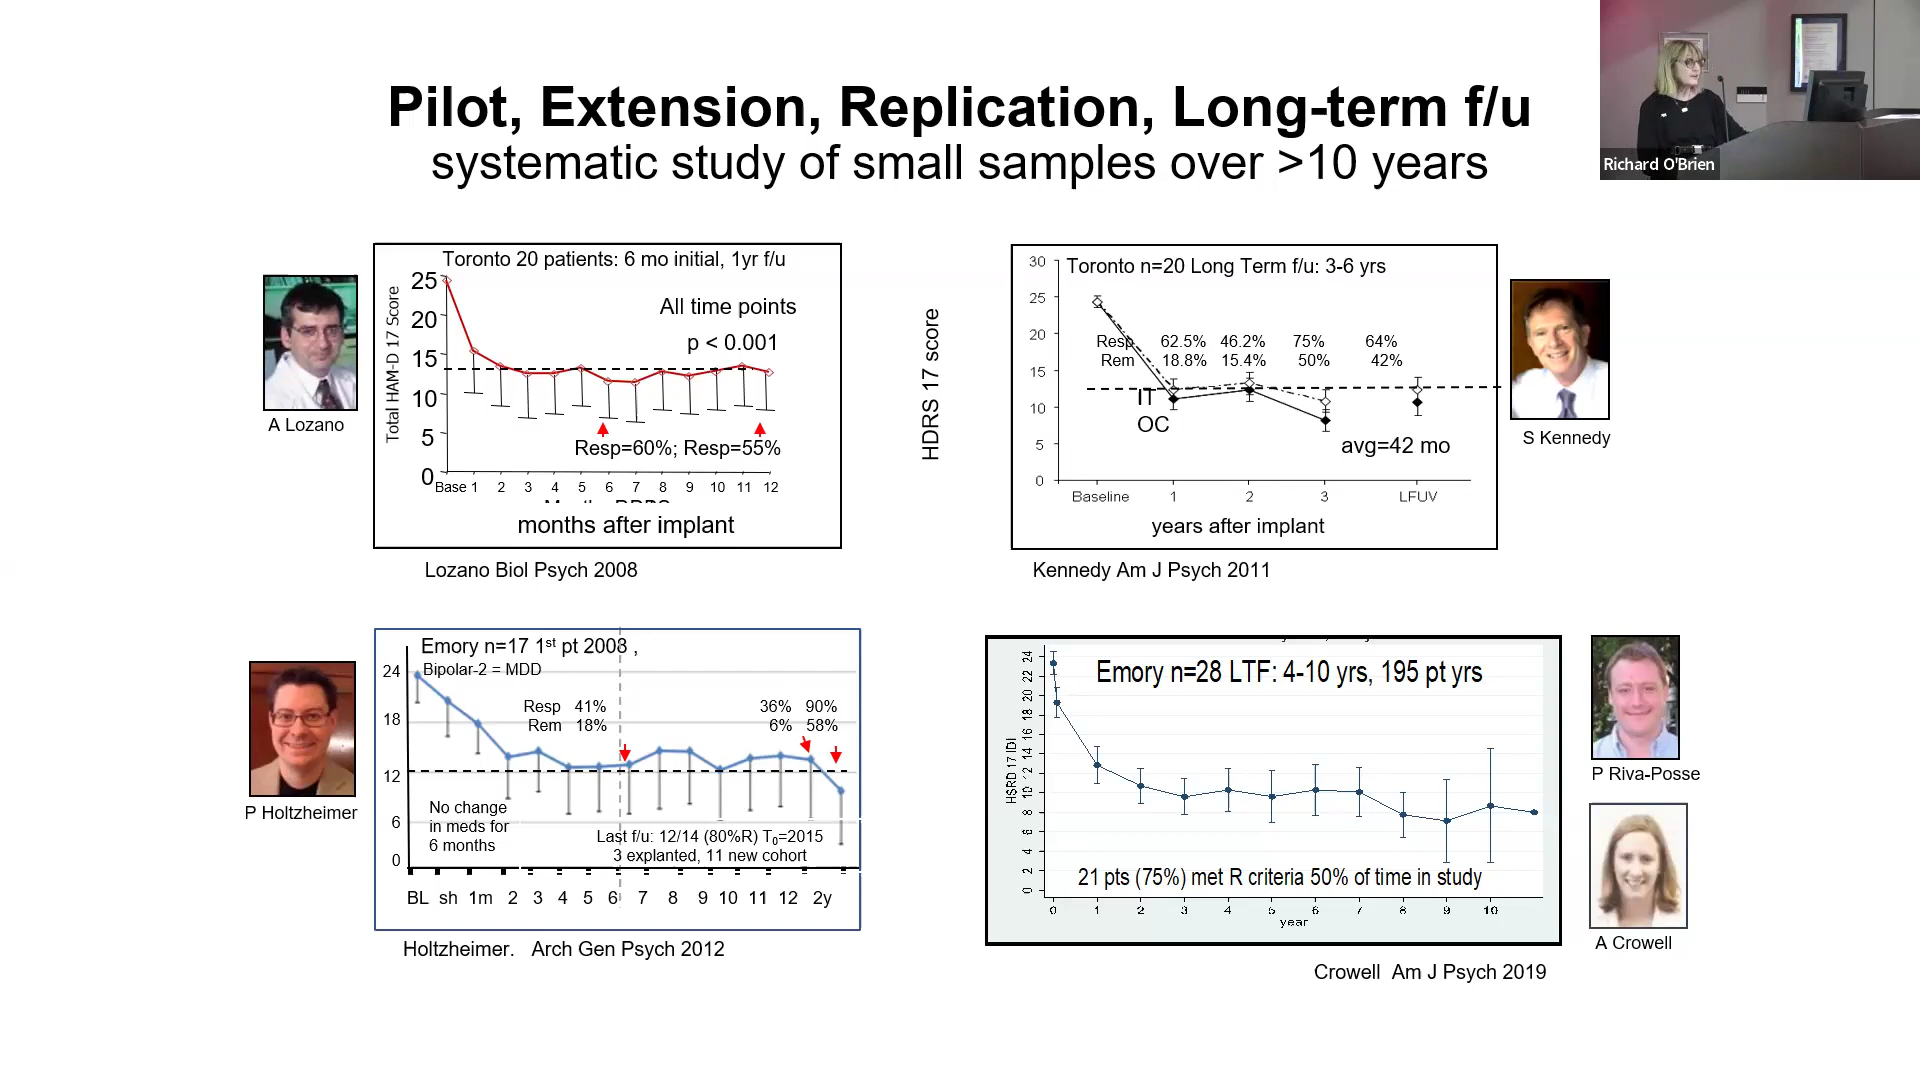 Pilot, Extension, Replication, Long-term f/u
systematic study of small samples over >10 years
Richard O'Brien
Toronto 20 patients: 6 mo initial, 1yr f/u
All time points
p < 0.001
Total HAM-D 17 Score
25
20
15
10
5
0
Resp=60%; Resp=55%
Base 1 2 3 4 5 6 7 8 9 10 11 12
months after implant
A Lozano
Lozano Biol Psych 2008
HDRS 17 score
Toronto n=20 Long Term f/u: 3-6 yrs
30
25
20
15
10
5
0
Resp 62.5% 46.2% 75% 64%
Rem 18.8% 15.4% 50% 42%
IT
OC
avg=42 mo
Baseline 1 2 3 LFUV
years after implant
S Kennedy
Kennedy Am J Psych 2011
Emory n=17 1st pt 2008 ,
Bipolar-2 = MDD
24
18
12
6
0
Resp 41% 36% 90%
Rem 18% 6% 58%
No change
in meds for
6 months
Last f/u: 12/14 (80%R) T0=2015
3 explanted, 11 new cohort
BL sh 1m 2 3 4 5 6 7 8 9 10 11 12 2y
P Holtzheimer
Holtzheimer. Arch Gen Psych 2012
Emory n=28 LTF: 4-10 yrs, 195 pt yrs
24
22
20
18
16
14
12
10
8
6
4
2
0
21 pts (75%) met R criteria 50% of time in study
0 1 2 3 4 5 6 7 8 9 10
year
P Riva-Posse
A Crowell
Crowell Am J Psych 2019